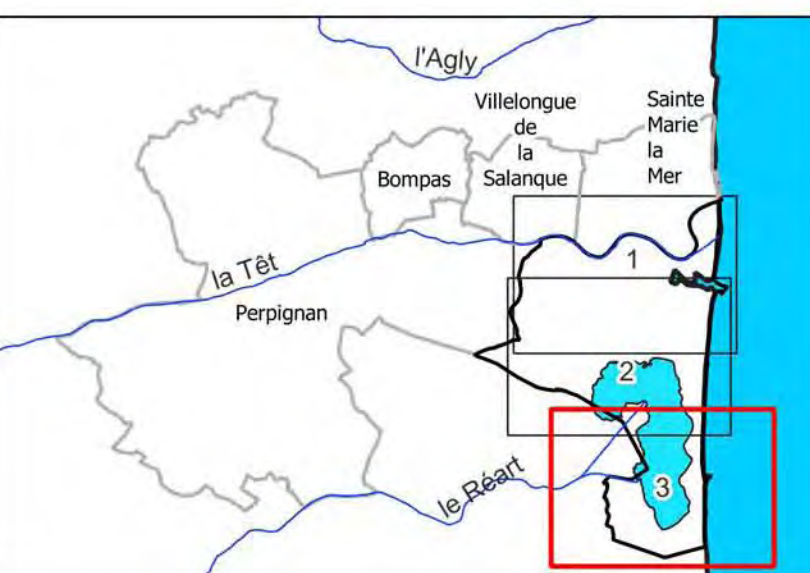 l'Agly
Villelongue
de
la
Salanque
Sainte
Marie
la
Mer
Bompas
la Têt
1
Perpignan
2
le Réart
3